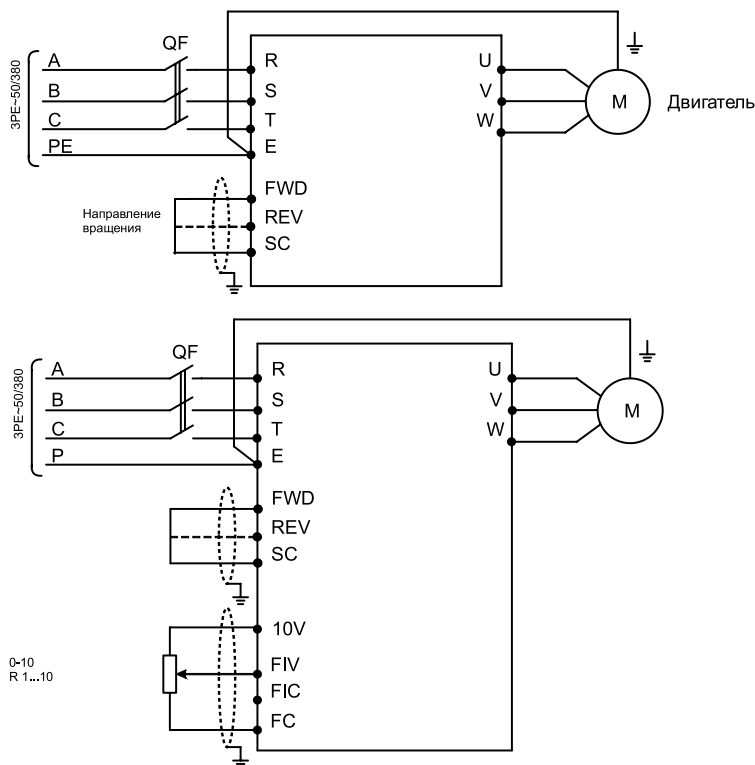 3PE~50/380
A
B
C
PE
QF
R
S
T
E
U
V
W
M
Двигатель
Направление
вращения
FWD
REV
SC
3PE~50/380
A
B
C
P
QF
R
S
T
E
U
V
W
M
FWD
REV
SC
0-10
R 1...10
10V
FIV
FIC
FC